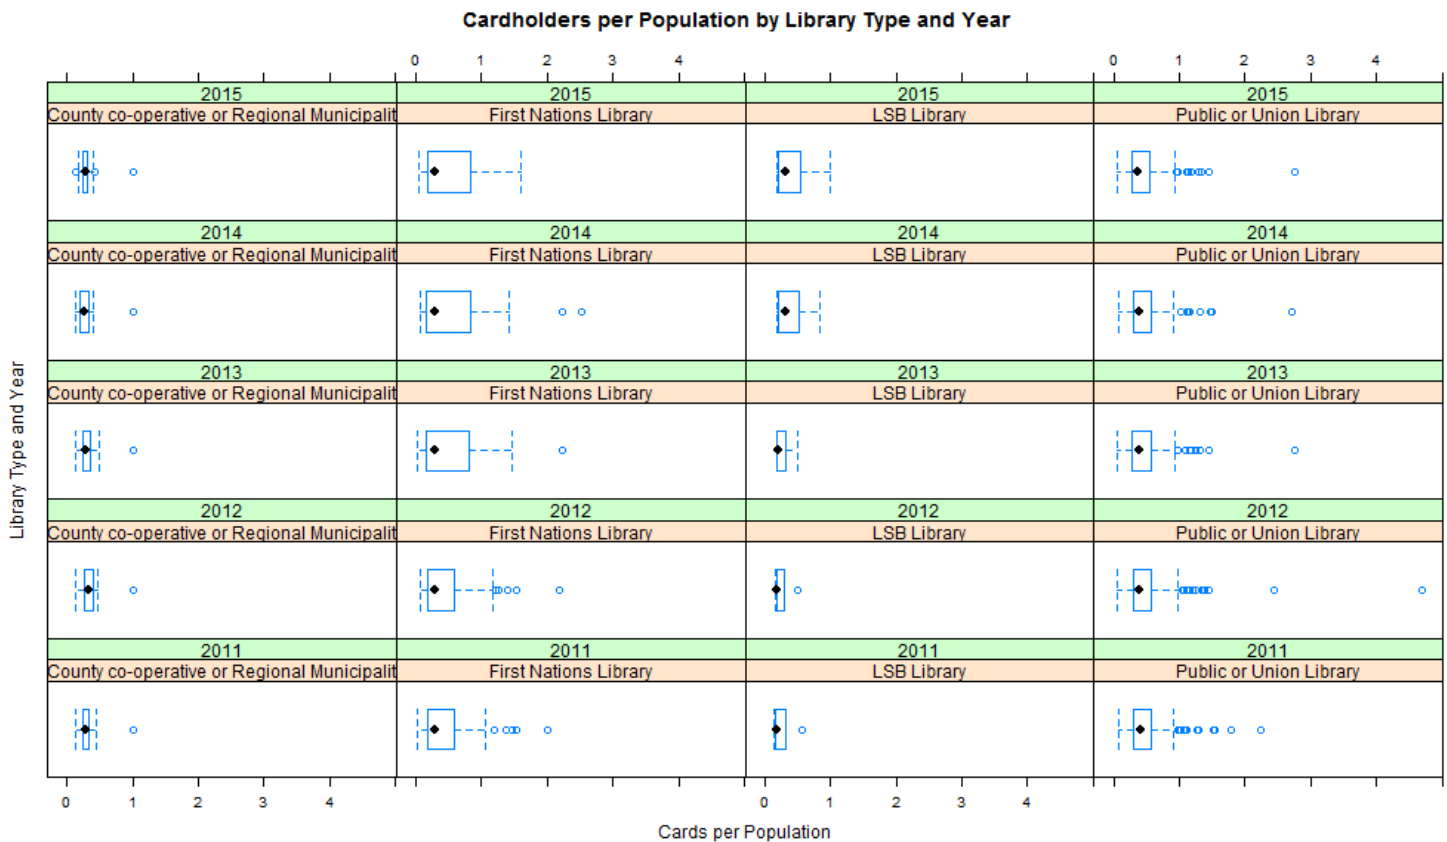 Cardholders per Population by Library Type and Year
0 1 2 3 4 0 1 2 3 4
2015 2015 2015 2015
County co-operative or Regional Municipalit First Nations Library LSB Library Public or Union Library
2014 2014 2014 2014
County co-operative or Regional Municipalit First Nations Library LSB Library Public or Union Library
2013 2013 2013 2013
County co-operative or Regional Municipalit First Nations Library LSB Library Public or Union Library
2012 2012 2012 2012
County co-operative or Regional Municipalit First Nations Library LSB Library Public or Union Library
2011 2011 2011 2011
County co-operative or Regional Municipalit First Nations Library LSB Library Public or Union Library
0 1 2 3 4 0 1 2 3 4
Cards per Population
Library Type and Year